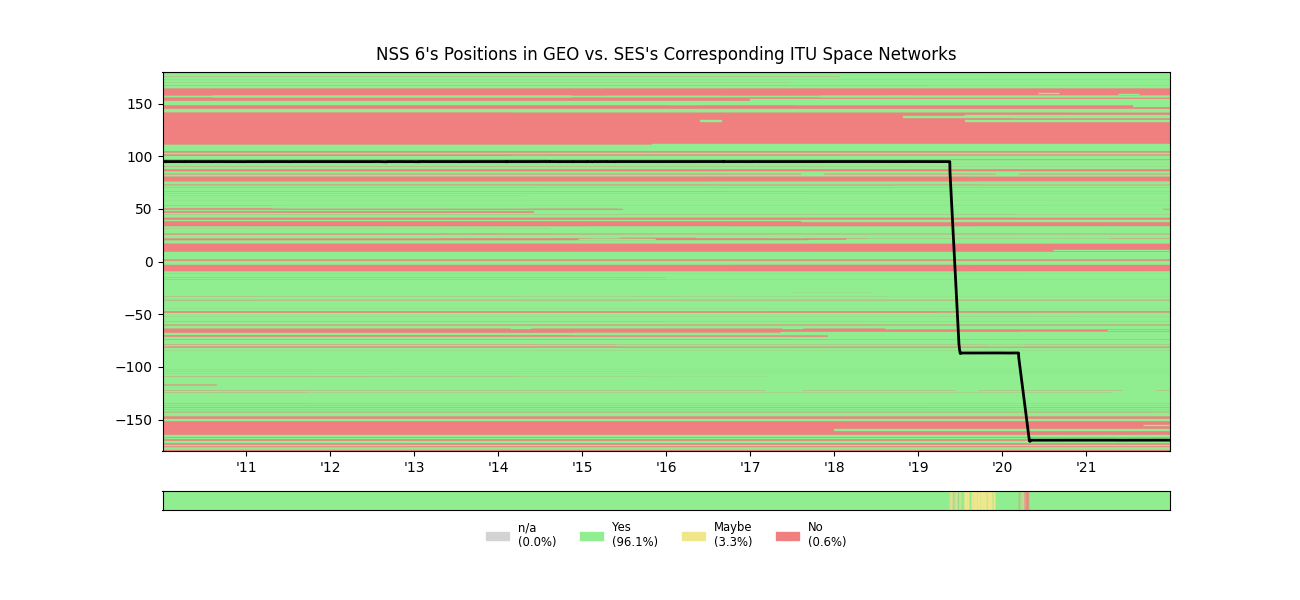 NSS 6's Positions in GEO vs. SES's Corresponding ITU Space Networks
150
100
50
0
−50
−100
−150
'11 '12 '13 '14 '15 '16 '17 '18 '19 '20 '21
n/a Yes Maybe No
(0.0%) (96.1%) (3.3%) (0.6%)